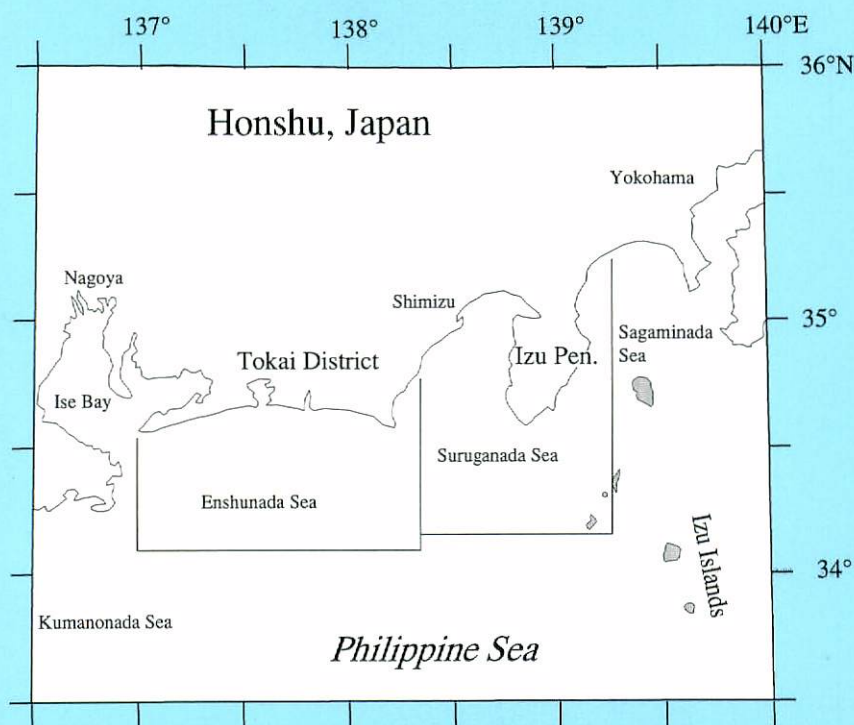 137°
138°
139°
140°E
36°N
Honshu, Japan
Yokohama
Nagoya
Shimizu
35°
Sagaminada
Sea
Tokai District
Izu Pen.
Ise Bay
Suruganada Sea
Enshunada Sea
Izu Islands
34°
Kumanonada Sea
Philippine Sea